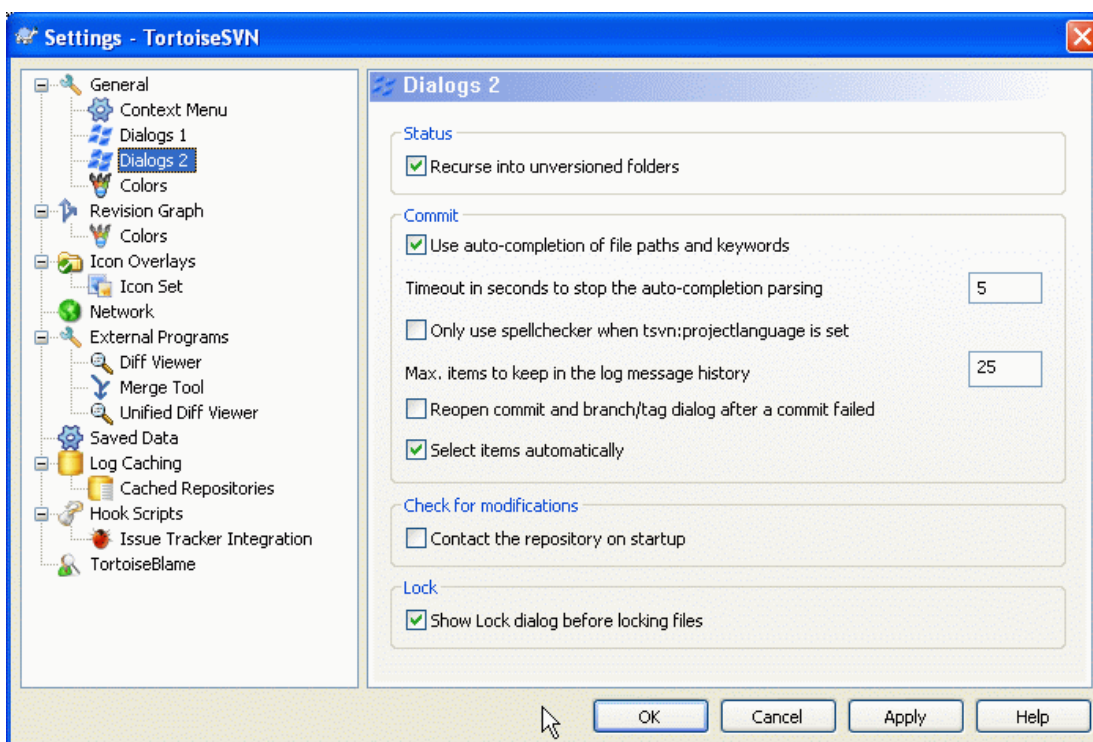 Settings - TortoiseSVN
General
Context Menu
Dialogs 1
Dialogs 2
Colors
Revision Graph
Colors
Icon Overlays
Icon Set
Network
External Programs
Diff Viewer
Merge Tool
Unified Diff Viewer
Saved Data
Log Caching
Cached Repositories
Hook Scripts
Issue Tracker Integration
TortoiseBlame
Dialogs 2
Status
Recurse into unversioned folders
Commit
Use auto-completion of file paths and keywords
Timeout in seconds to stop the auto-completion parsing 5
Only use spellchecker when tsvn:projectlanguage is set
Max. items to keep in the log message history 25
Reopen commit and branch/tag dialog after a commit failed
Select items automatically
Check for modifications
Contact the repository on startup
Lock
Show Lock dialog before locking files
OK Cancel Apply Help